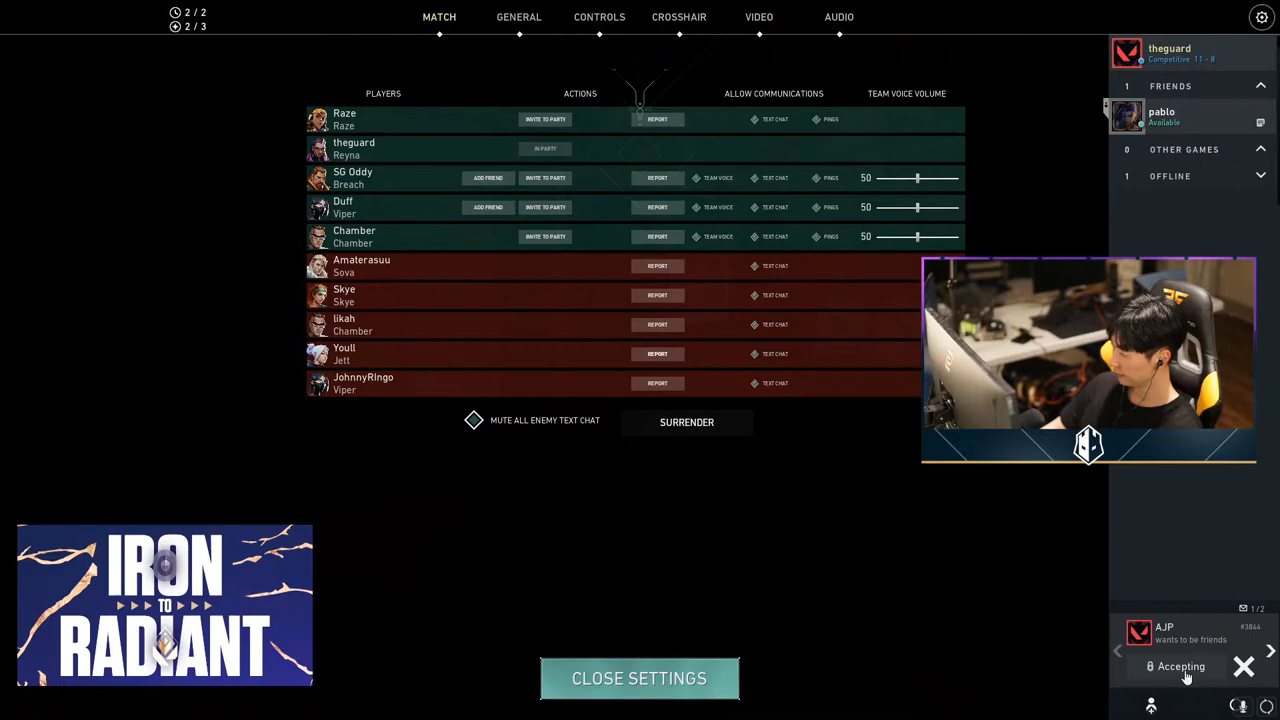 2 / 2
2 / 3
MATCH
GENERAL
CONTROLS
CROSSHAIR
VIDEO
AUDIO
PLAYERS
ACTIONS
ALLOW COMMUNICATIONS
TEAM VOICE VOLUME
Raze
Raze
INVITE TO PARTY
REPORT
TEXT CHAT
PINGS
theguard
Reyna
IN PARTY
SG Oddy
Breach
ADD FRIEND
INVITE TO PARTY
REPORT
TEAM VOICE
TEXT CHAT
PINGS
50
Duff
Viper
ADD FRIEND
INVITE TO PARTY
REPORT
TEAM VOICE
TEXT CHAT
PINGS
50
Chamber
Chamber
INVITE TO PARTY
REPORT
TEAM VOICE
TEXT CHAT
PINGS
50
Amaterasuu
Sova
REPORT
TEXT CHAT
Skye
Skye
REPORT
TEXT CHAT
likah
Chamber
REPORT
TEXT CHAT
Youll
Jett
REPORT
TEXT CHAT
JohnnyRIngo
Viper
REPORT
TEXT CHAT
MUTE ALL ENEMY TEXT CHAT
SURRENDER
CLOSE SETTINGS
theguard
Competitive 11 - 8
1 FRIENDS
pablo
Available
0 OTHER GAMES
1 OFFLINE
1/2
AJP
#3844
wants to be friends
Accepting
IRON
TO
RADIANT